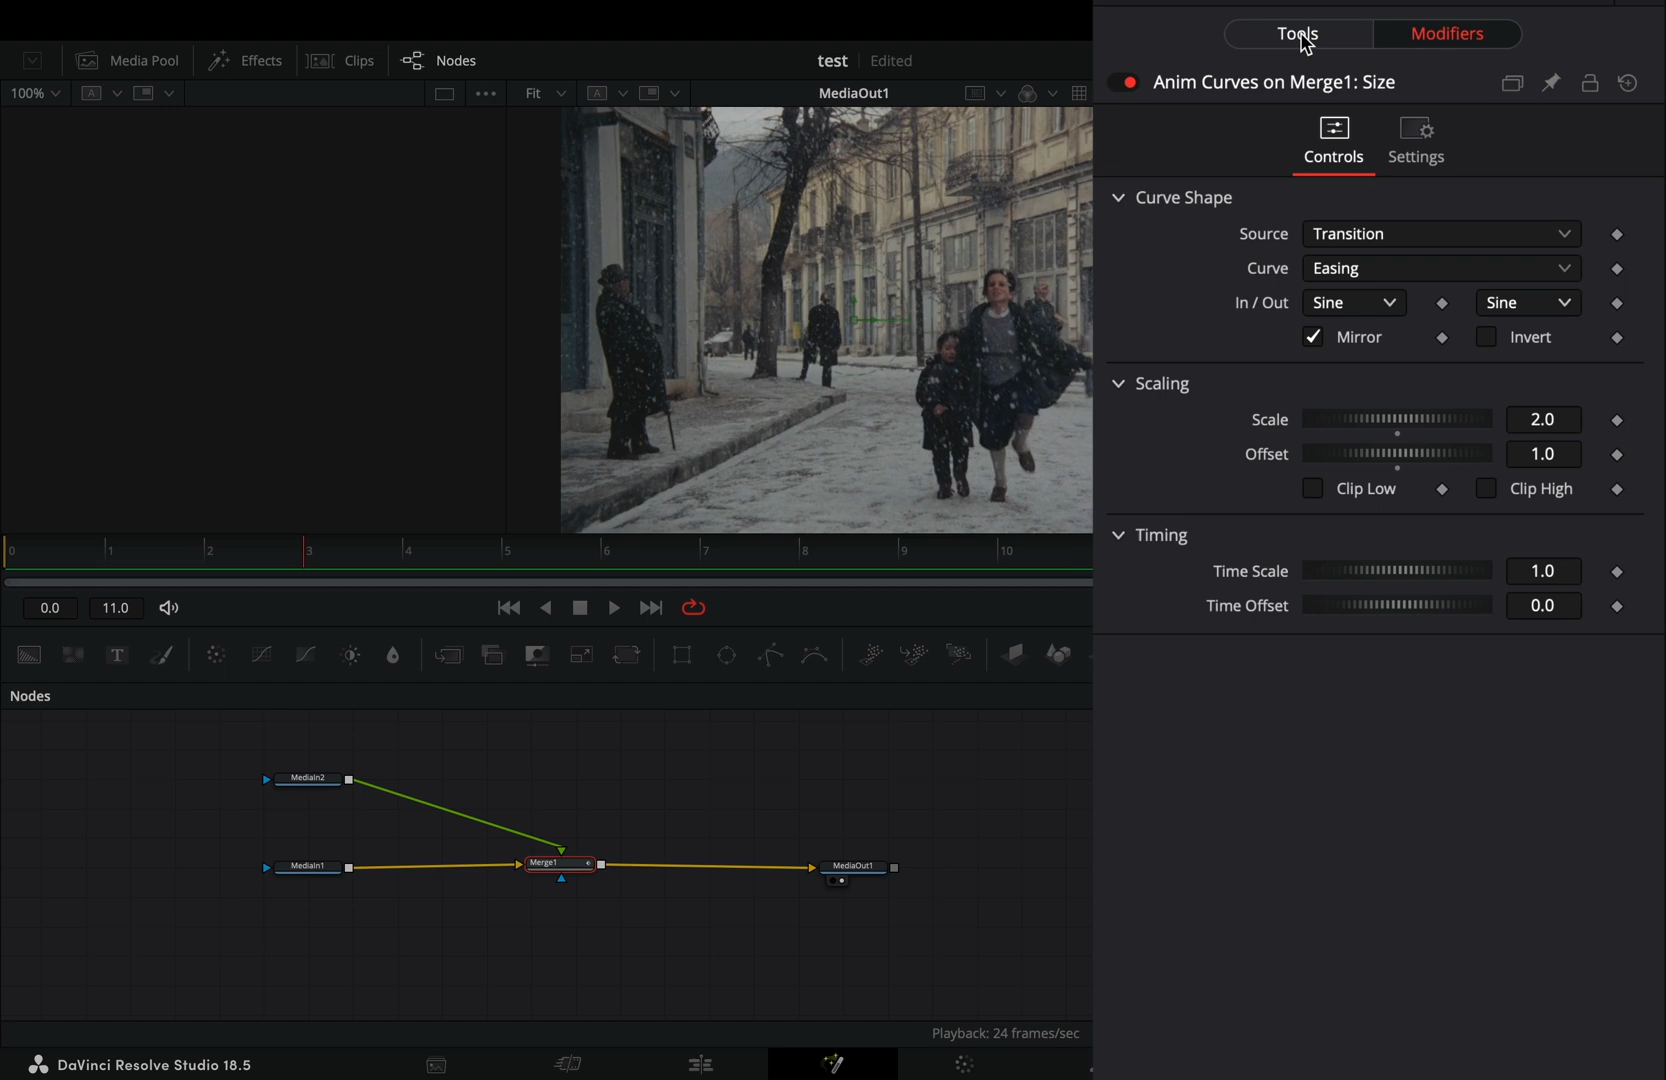 Tools Modifiers
Media Pool Effects Clips Nodes test Edited
Anim Curves on Merge1: Size
100% A Fit A MediaOut1
Controls Settings
Curve Shape
Source Transition
Curve Easing
In / Out Sine Sine
Mirror Invert
Scaling
Scale 2.0
Offset 1.0
Clip Low Clip High
Timing
0 1 2 3 4 5 6 7 8 9 10
Time Scale 1.0
Time Offset 0.0
0.0 11.0
T
Nodes
MediaIn2
MediaIn1 Merge1 MediaOut1
Playback: 24 frames/sec
DaVinci Resolve Studio 18.5